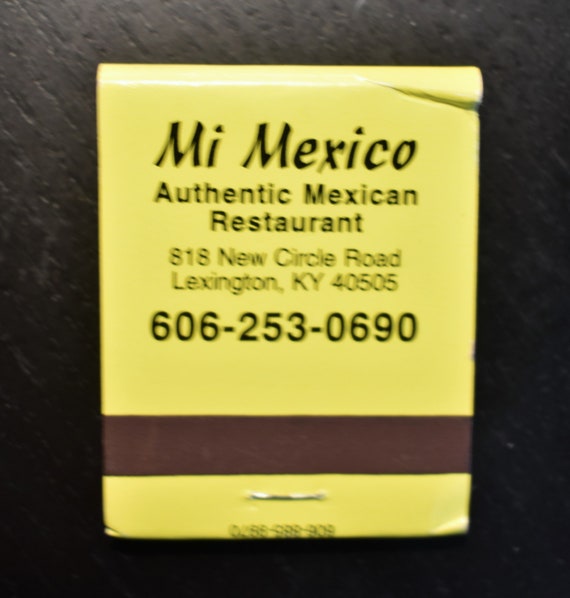 Mi Mexico
Authentic Mexican
Restaurant
818 New Circle Road
Lexington, KY 40505
606-253-0690